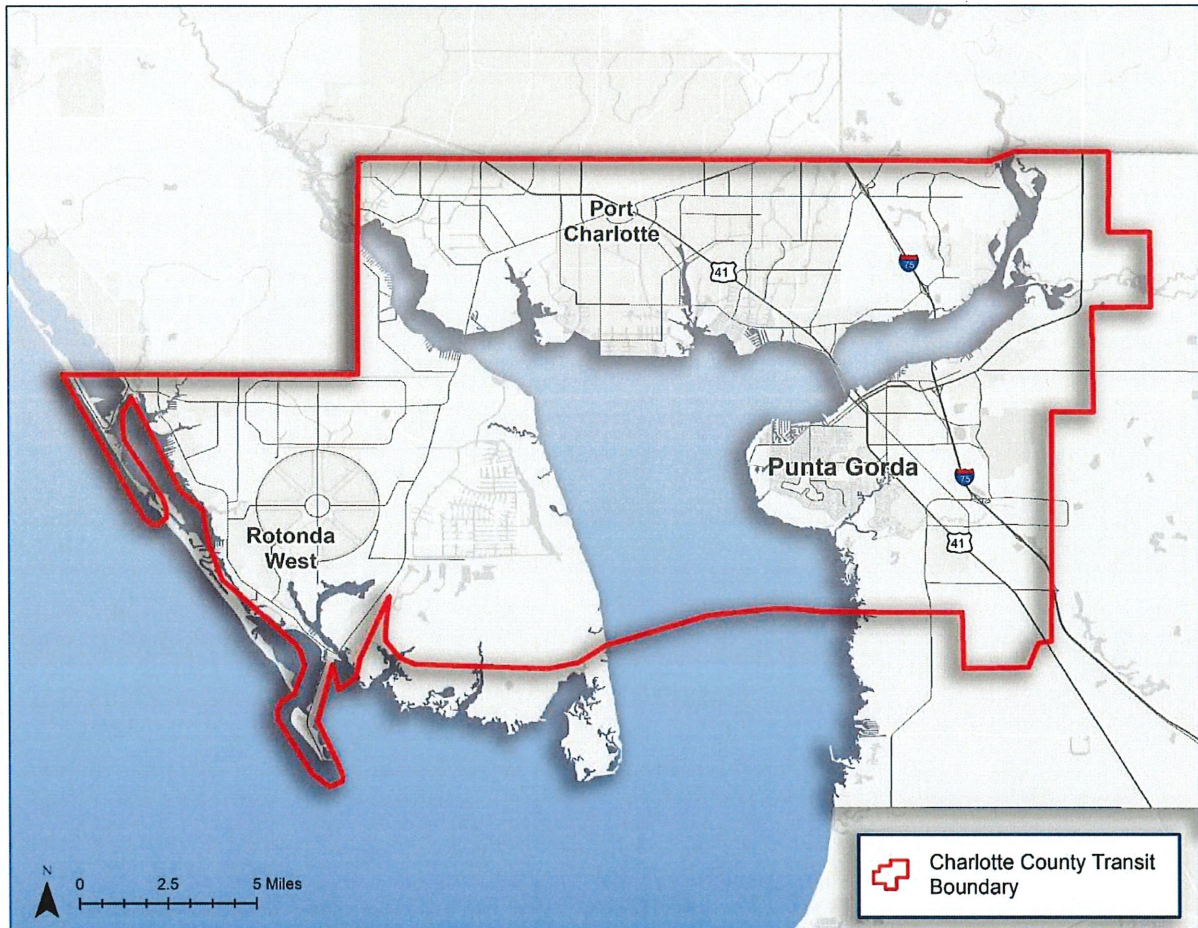 Port
Charlotte
41
75
Punta Gorda
75
Rotonda
West
41
N
0 2.5 5 Miles
Charlotte County Transit
Boundary